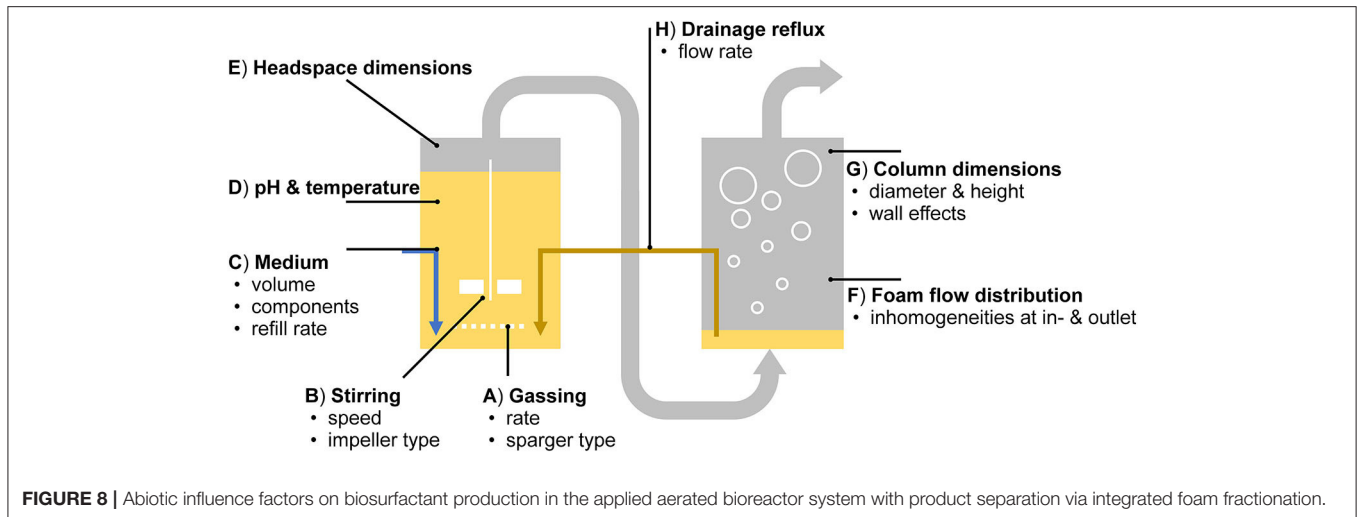 H) Drainage reflux
• flow rate
E) Headspace dimensions
D) pH & temperature
C) Medium
• volume
• components
• refill rate
B) Stirring
• speed
• impeller type
A) Gassing
• rate
• sparger type
G) Column dimensions
• diameter & height
• wall effects
F) Foam flow distribution
• inhomogeneities at in- & outlet
FIGURE 8 | Abiotic influence factors on biosurfactant production in the applied aerated bioreactor system with product separation via integrated foam fractionation.